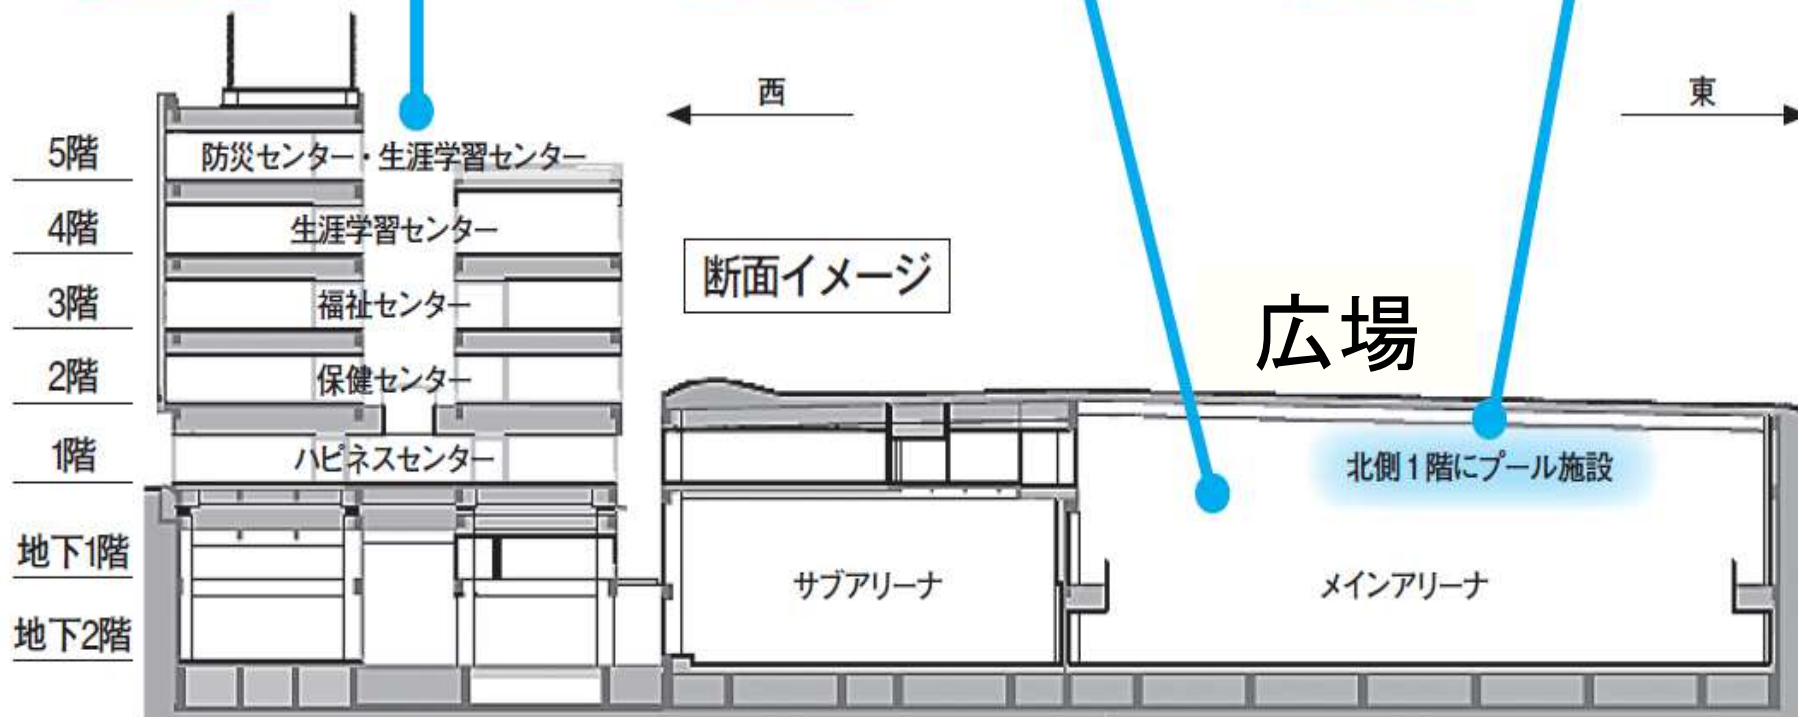 西
東
5階
防災センター・生涯学習センター
4階
生涯学習センター
断面イメージ
3階
福祉センター
広場
2階
保健センター
1階
ハピネスセンター
北側1階にプール施設
地下1階
サブアリーナ
メインアリーナ
地下2階